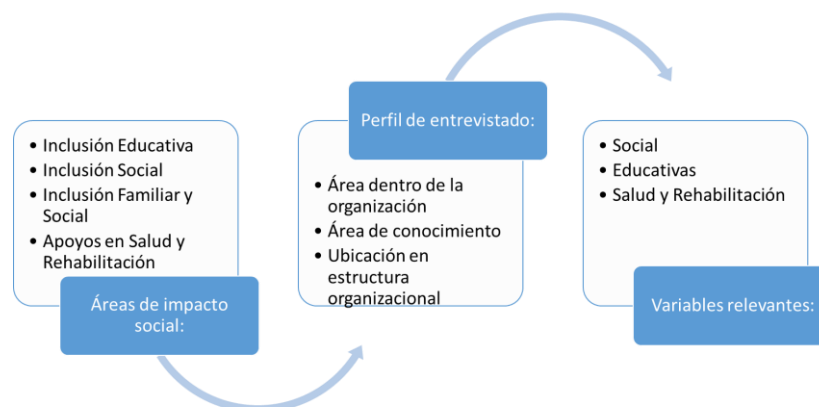 • Inclusión Educativa
• Inclusión Social
• Inclusión Familiar y
Social
• Apoyos en Salud y
Rehabilitación
Áreas de impacto
social:
Perfil de entrevistado:
• Área dentro de la
organización
• Área de conocimiento
• Ubicación en
estructura
organizacional
• Social
• Educativas
• Salud y Rehabilitación
Variables relevantes: